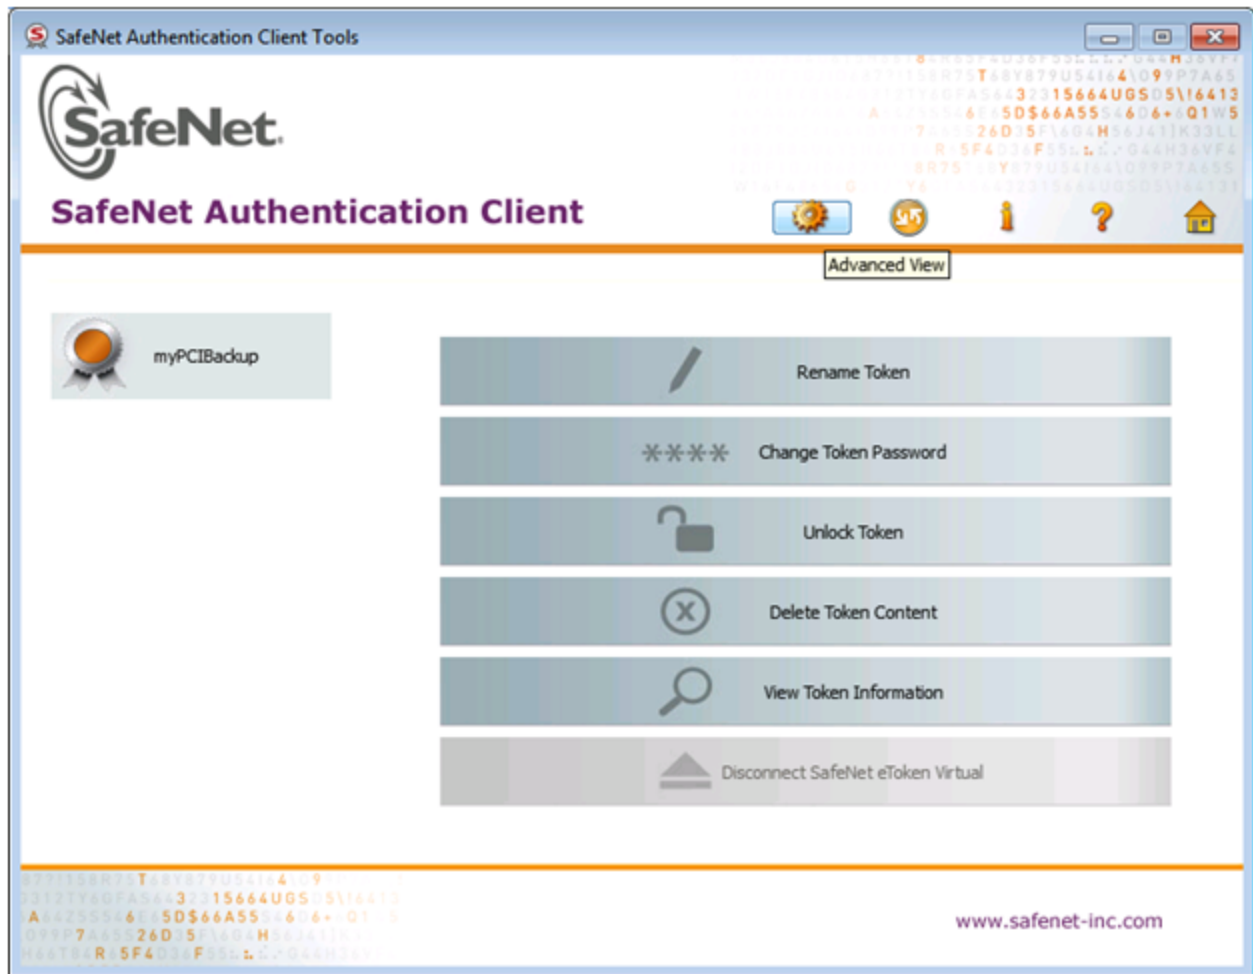 SafeNet Authentication Client Tools
SafeNet.
SafeNet Authentication Client
Advanced View
myPCIBackup
Rename Token
**** Change Token Password
Unlock Token
Delete Token Content
View Token Information
Disconnect SafeNet eToken Virtual
www.safenet-inc.com